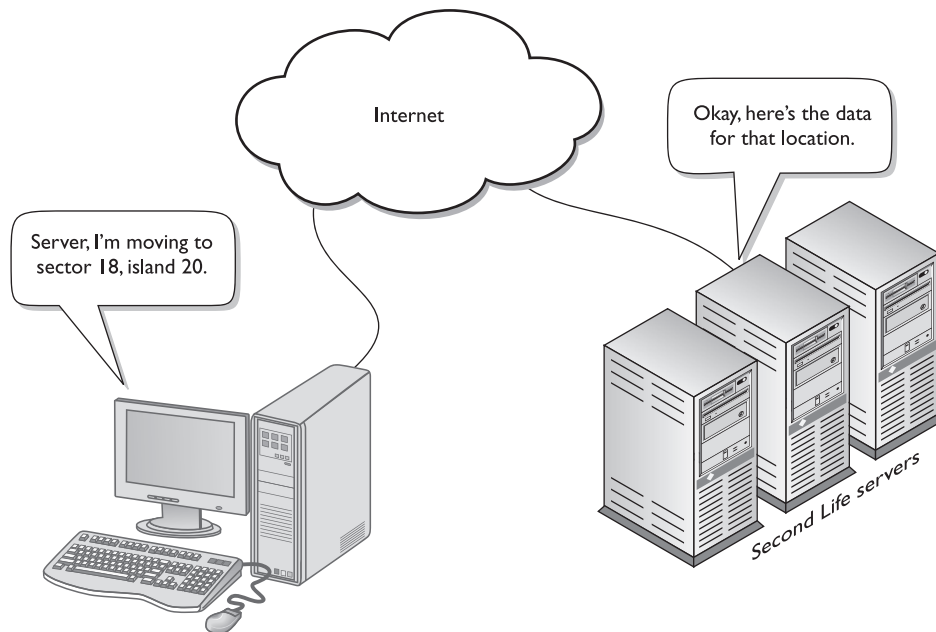 Internet
Okay, here's the data
for that location.
Server, I'm moving to
sector 18, island 20.
Second Life servers